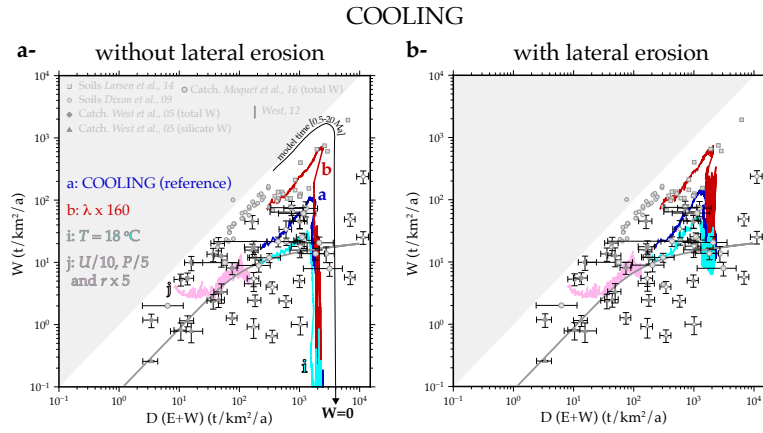 COOLING
a- without lateral erosion
b- with lateral erosion
10⁴
10³
10²
10¹
10⁰
10⁻¹
W (t/km²/a)
Soils Larsen et al., 14
Soils Dixon et al., 09
Catch. West et al., 05 (total W)
Catch. West et al., 05 (silicate W)
Catch. Moquet et al., 16 (total W)
West, 12
model time [0.5-20 Ma]
a: COOLING (reference)
b: λ x 160
i: T = 18 °C
j: U/10, P/5
and r x 5
b
a
j
i
10⁻¹ 10⁰ 10¹ 10² 10³ 10⁴
D (E+W) (t/km²/a)
W=0
10⁴
10³
10²
10¹
10⁰
10⁻¹
W (t/km²/a)
10⁻¹ 10⁰ 10¹ 10² 10³ 10⁴
D (E+W) (t/km²/a)